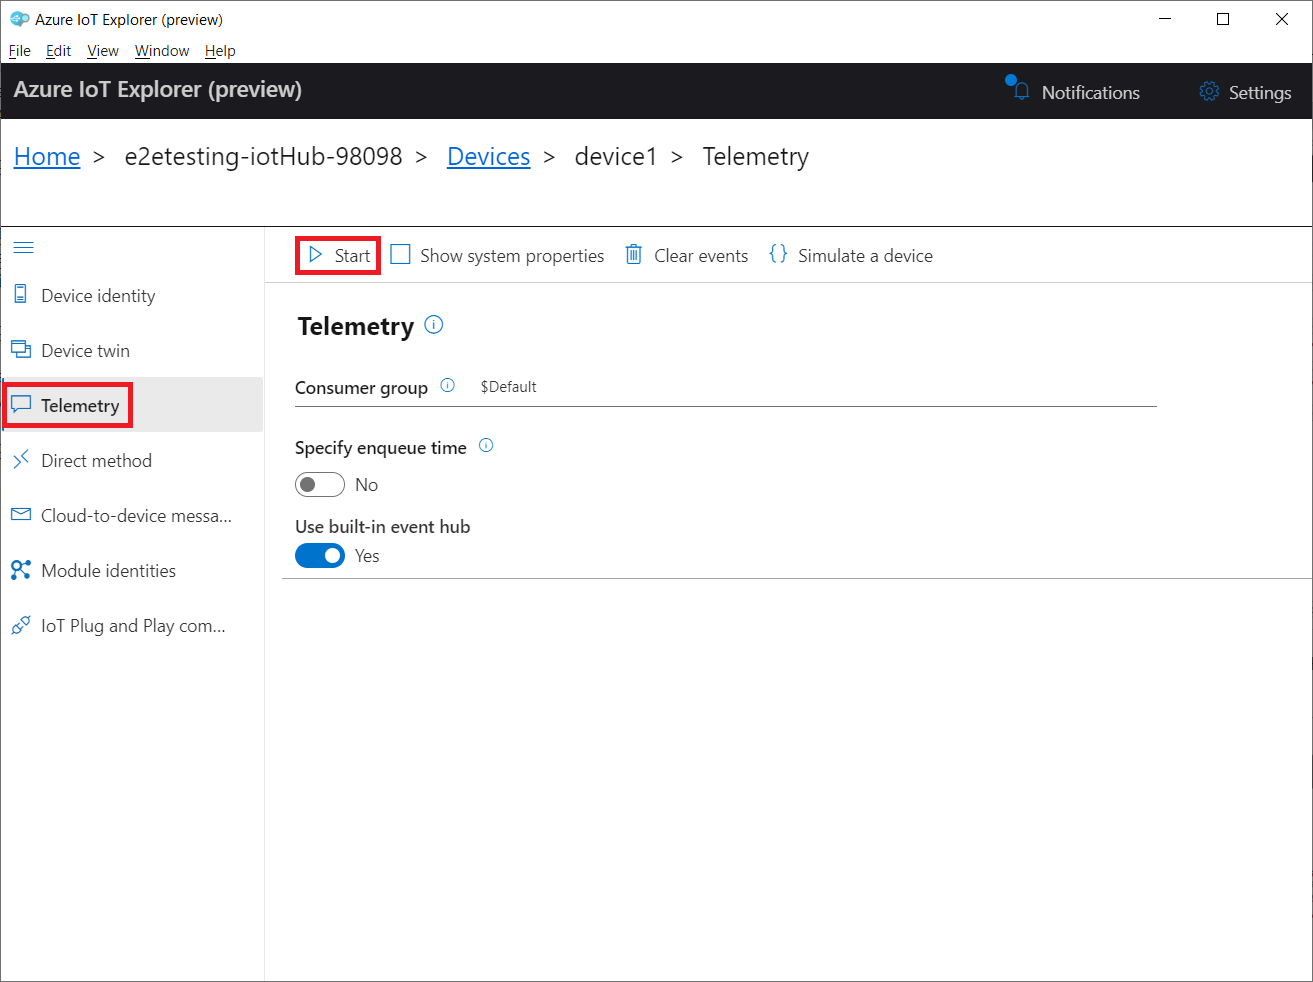 Azure IoT Explorer (preview)
File Edit View Window Help
Azure IoT Explorer (preview) Notifications Settings
Home > e2etesting-iotHub-98098 > Devices > device1 > Telemetry
Start Show system properties Clear events {} Simulate a device
Device identity
Device twin
Telemetry
Direct method
Cloud-to-device messa...
Module identities
IoT Plug and Play com...
Telemetry
Consumer group $Default
Specify enqueue time
No
Use built-in event hub
Yes